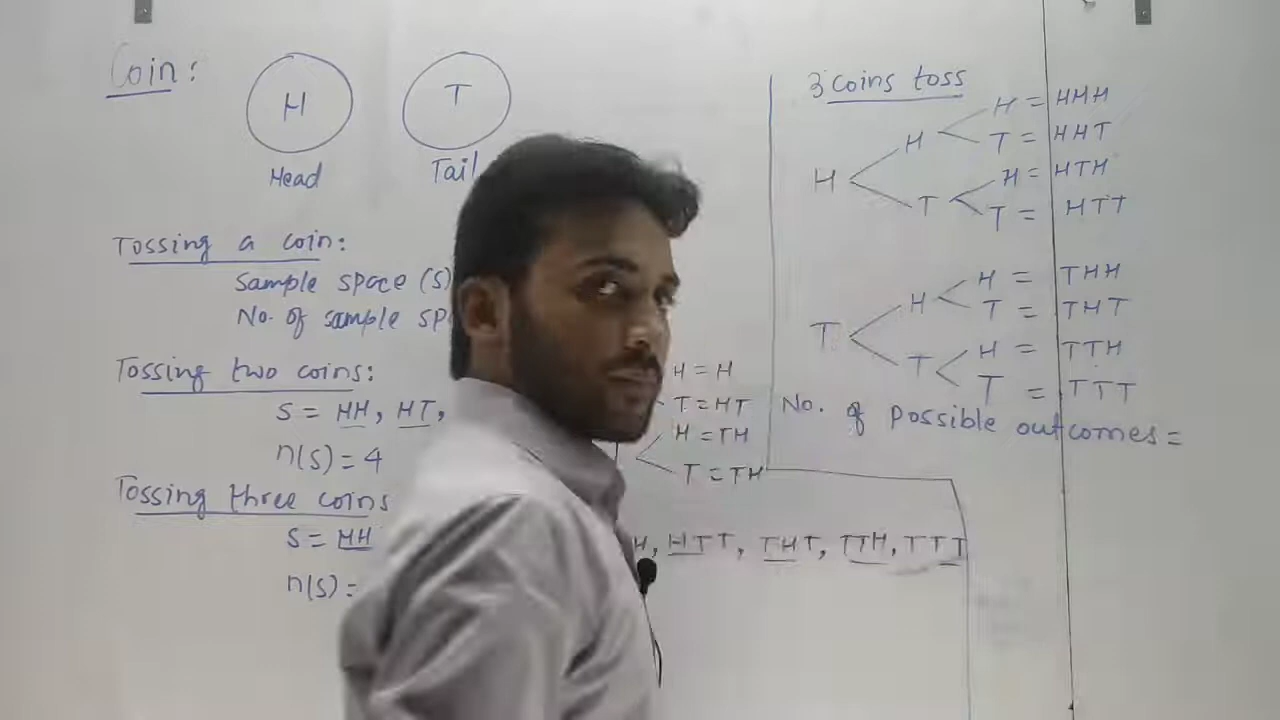 Coin:
H T
Head Tail
Tossing a coin:
Sample space (S)
No. of sample
Tossing two coins:
S = HH, HT,
n(S) = 4
H = H
T = HT
H = TH
T = TH
Tossing three coins
S = HH
n(S) =
H, HTT, THT, TTH, TTT
3 coins toss
H = HHH
H
T = HHT
H
H = HTH
T
T = HTT
H = THH
H
T = THT
T
H = TTH
T
T = TTT
No. of possible outcomes =